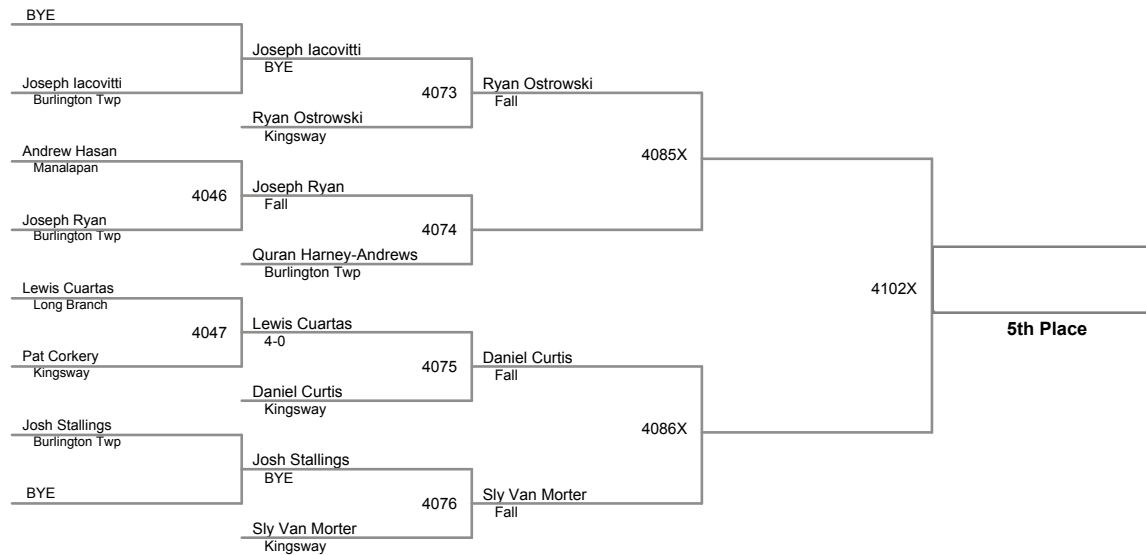 BYE
Joseph Iacovitti
BYE
Joseph Iacovitti
Burlington Twp
4073
Ryan Ostrowski
Fall
Ryan Ostrowski
Kingsway
Andrew Hasan
Manalapan
4085X
4046
Joseph Ryan
Fall
Joseph Ryan
Burlington Twp
4074
Quran Harney-Andrews
Burlington Twp
Lewis Cuartas
Long Branch
4102X
4047
Lewis Cuartas
4-0
5th Place
Pat Corkery
Kingsway
4075
Daniel Curtis
Fall
Daniel Curtis
Kingsway
Josh Stallings
Burlington Twp
4086X
Josh Stallings
BYE
BYE
4076
Sly Van Morter
Fall
Sly Van Morter
Kingsway